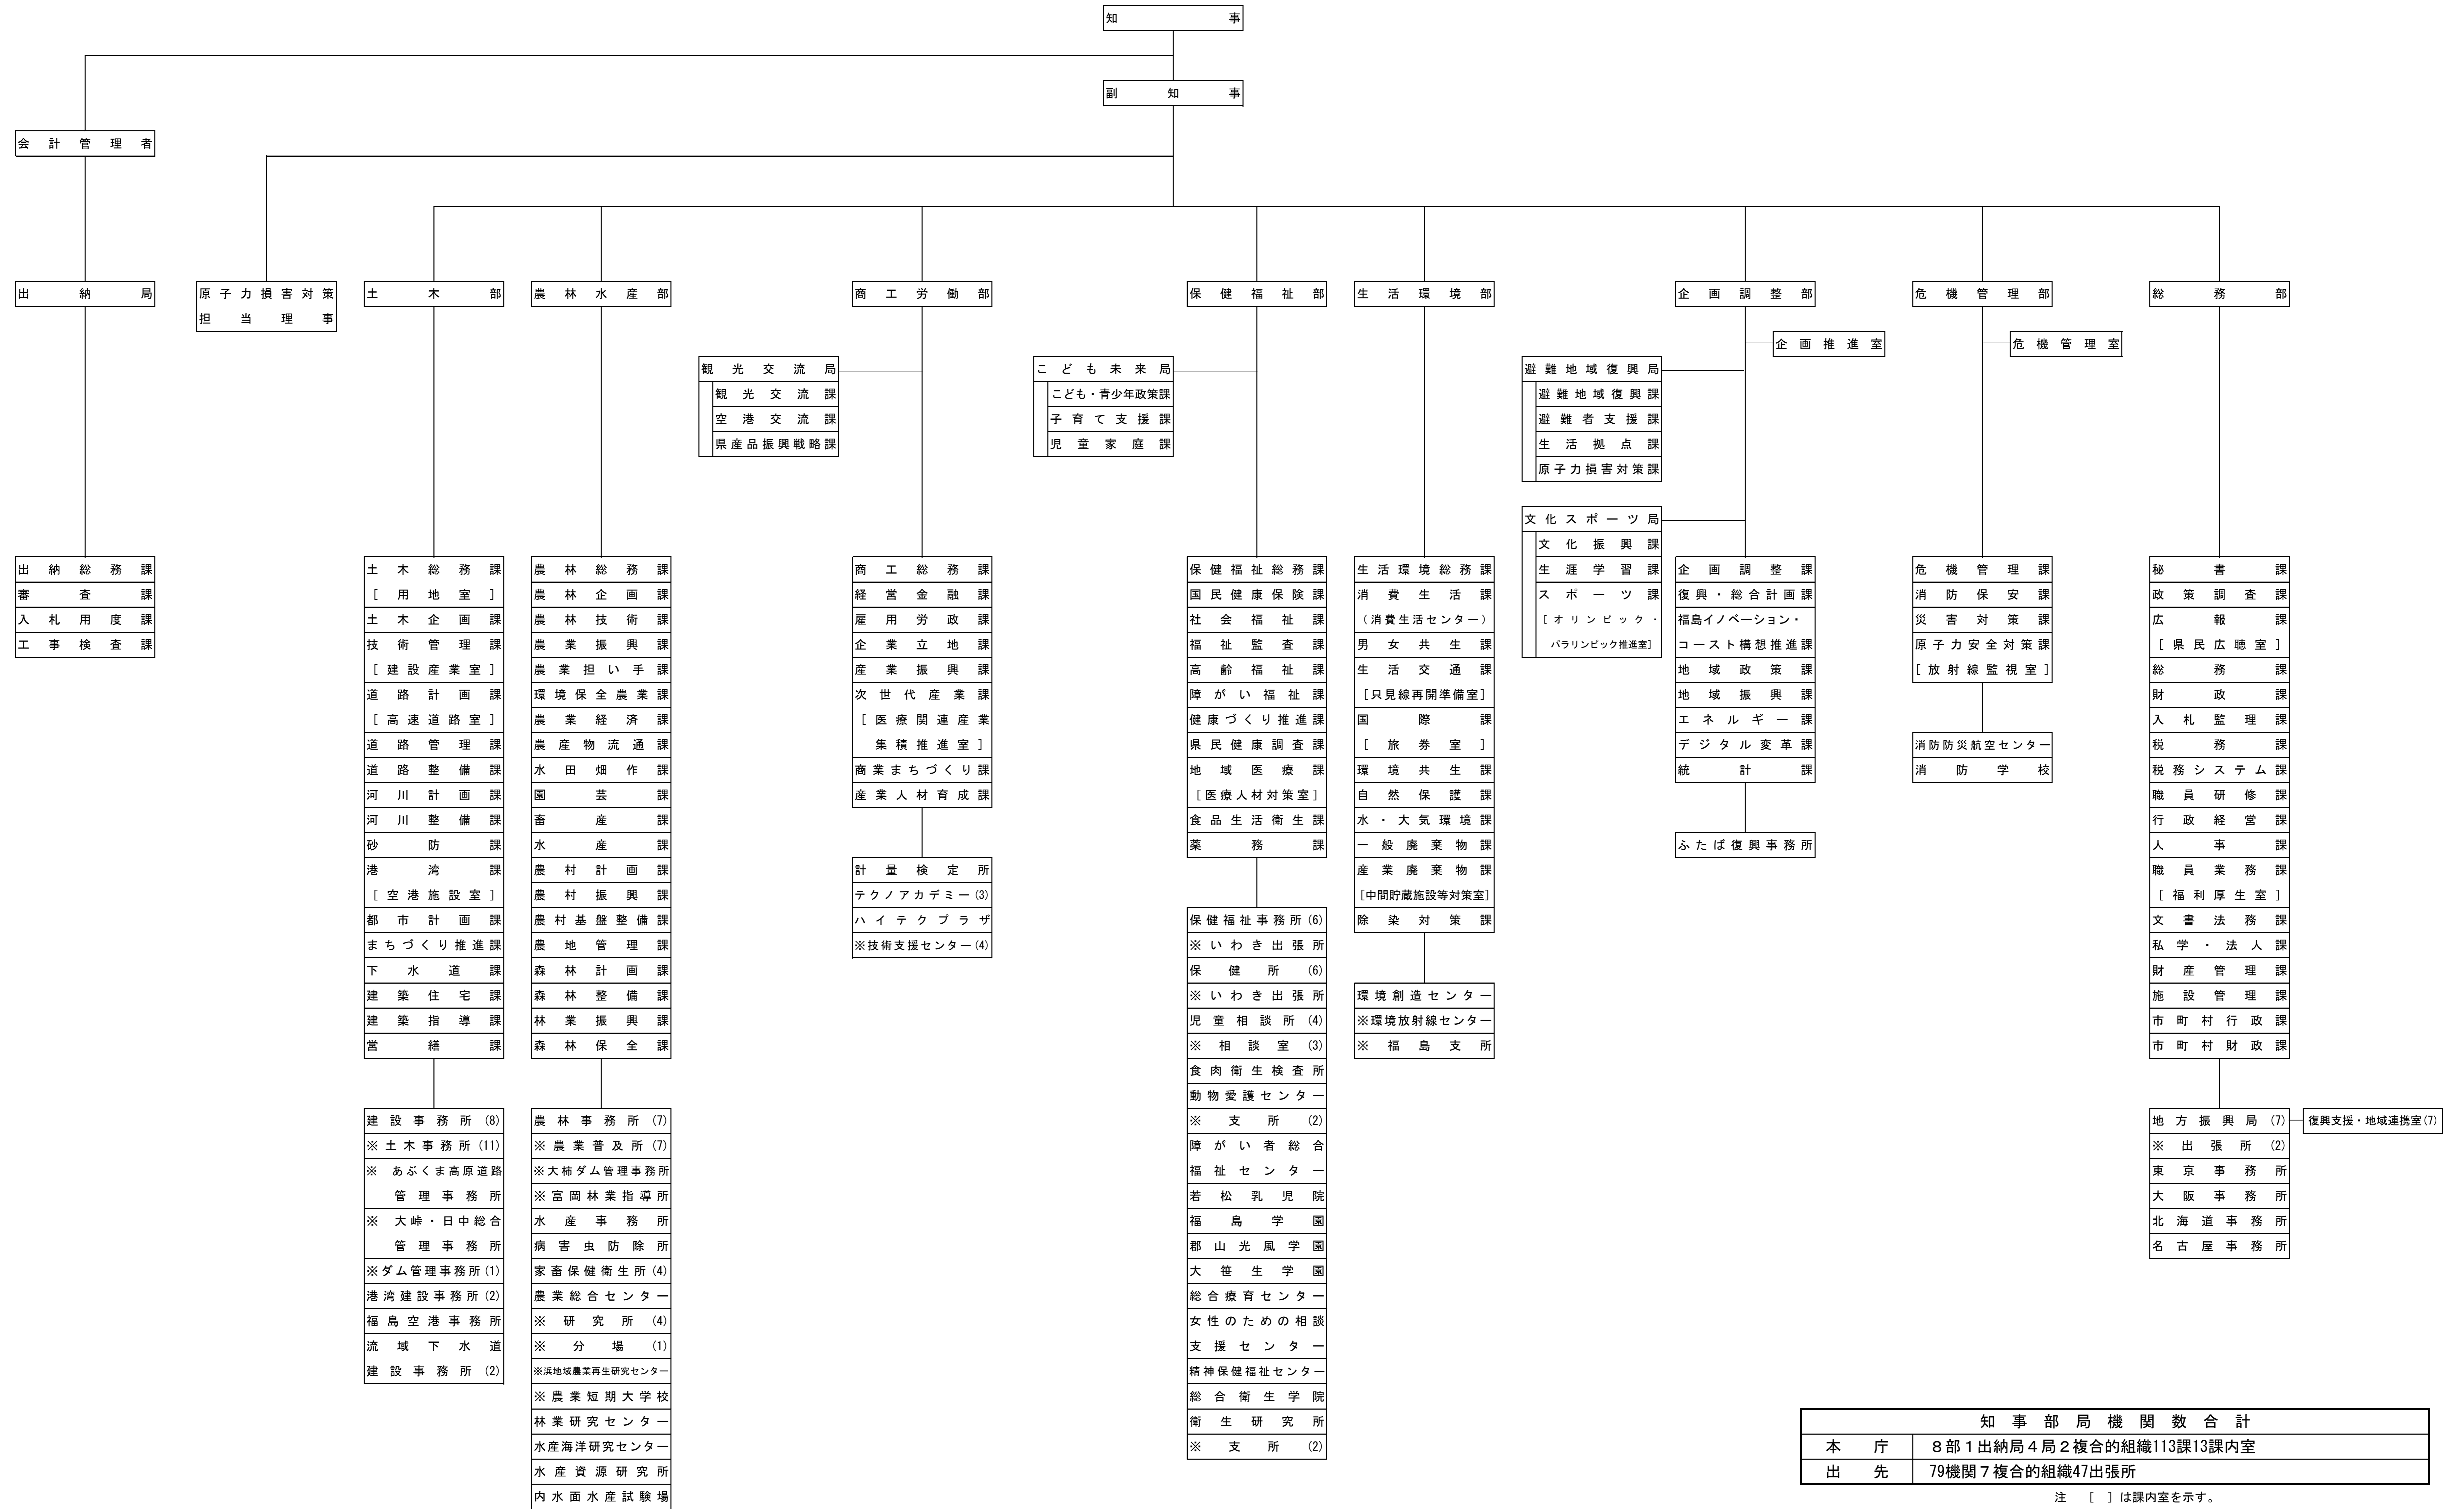 知事
副知事
会計管理者
出納局
原子力損害対策
担当理事
土木部
農林水産部
商工労働部
保健福祉部
生活環境部
企画調整部
危機管理部
総務部
企画推進室
危機管理室
観光交流局
観光交流課
空港交流課
県産品振興戦略課
こども未来局
こども・青少年政策課
子育て支援課
児童家庭課
避難地域復興局
避難地域復興課
避難者支援課
生活拠点課
原子力損害対策課
文化スポーツ局
文化振興課
生涯学習課
スポーツ課
[オリンピック・
パラリンピック推進室]
出納総務課
審査課
入札用度課
工事検査課
土木総務課
[用地室]
土木企画課
技術管理課
[建設産業室]
道路計画課
[高速道路室]
道路管理課
道路整備課
河川計画課
河川整備課
砂防課
港湾課
[空港施設室]
都市計画課
まちづくり推進課
下水道課
建築住宅課
建築指導課
営繕課
建設事務所(8)
※土木事務所(11)
※ あぶくま高原道路
管理事務所
※ 大峠・日中総合
管理事務所
※ダム管理事務所(1)
港湾建設事務所(2)
福島空港事務所
流域下水道
建設事務所(2)
農林総務課
農林企画課
農林技術課
農業振興課
農業担い手課
環境保全農業課
農業経済課
農産物流通課
水田畑作課
園芸課
畜産課
水産課
農村計画課
農村振興課
農村基盤整備課
農地管理課
森林計画課
森林整備課
林業振興課
森林保全課
農林事務所(7)
※農業普及所(7)
※大柿ダム管理事務所
※富岡林業指導所
水産事務所
病害虫防除所
家畜保健衛生所(4)
農業総合センター
※研究所(4)
※分場(1)
※浜地域農業再生研究センター
※農業短期大学校
林業研究センター
水産海洋研究センター
水産資源研究所
内水面水産試験場
商工総務課
経営金融課
雇用労政課
企業立地課
産業振興課
次世代産業課
[医療関連産業
集積推進室]
商業まちづくり課
産業人材育成課
計量検定所
テクノアカデミー(3)
ハイテクプラザ
※技術支援センター(4)
保健福祉総務課
国民健康保険課
社会福祉課
福祉監査課
高齢福祉課
障がい福祉課
健康づくり推進課
県民健康調査課
地域医療課
[医療人材対策室]
食品生活衛生課
薬務課
保健福祉事務所(6)
※いわき出張所
保健所(6)
※いわき出張所
児童相談所(4)
※相談室(3)
食肉衛生検査所
動物愛護センター
※支所(2)
障がい者総合
福祉センター
若松乳児院
福島学園
郡山光風学園
大笹生学園
総合療育センター
女性のための相談
支援センター
精神保健福祉センター
総合衛生学院
衛生研究所
※支所(2)
生活環境総務課
消費生活課
(消費生活センター)
男女共生課
生活交通課
[只見線再開準備室]
国際課
[旅券室]
環境共生課
自然保護課
水・大気環境課
一般廃棄物課
産業廃棄物課
[中間貯蔵施設等対策室]
除染対策課
環境創造センター
※環境放射線センター
※福島支所
企画調整課
復興・総合計画課
福島イノベーション・
コースト構想推進課
地域政策課
地域振興課
エネルギー課
デジタル変革課
統計課
ふたば復興事務所
危機管理課
消防保安課
災害対策課
原子力安全対策課
[放射線監視室]
消防防災航空センター
消防学校
秘書課
政策調査課
広報課
[県民広聴室]
総務課
財政課
入札監理課
税務課
税務システム課
職員研修課
行政経営課
人事課
職員業務課
[福利厚生室]
文書法務課
私学・法人課
財産管理課
施設管理課
市町村行政課
市町村財政課
地方振興局(7)
※出張所(2)
東京事務所
大阪事務所
北海道事務所
名古屋事務所
復興支援・地域連携室(7)
知事部局機関数合計
本庁 8部1出納局4局2複合的組織113課13課内室
出先 79機関7複合的組織47出張所
注 [ ]は課内室を示す。